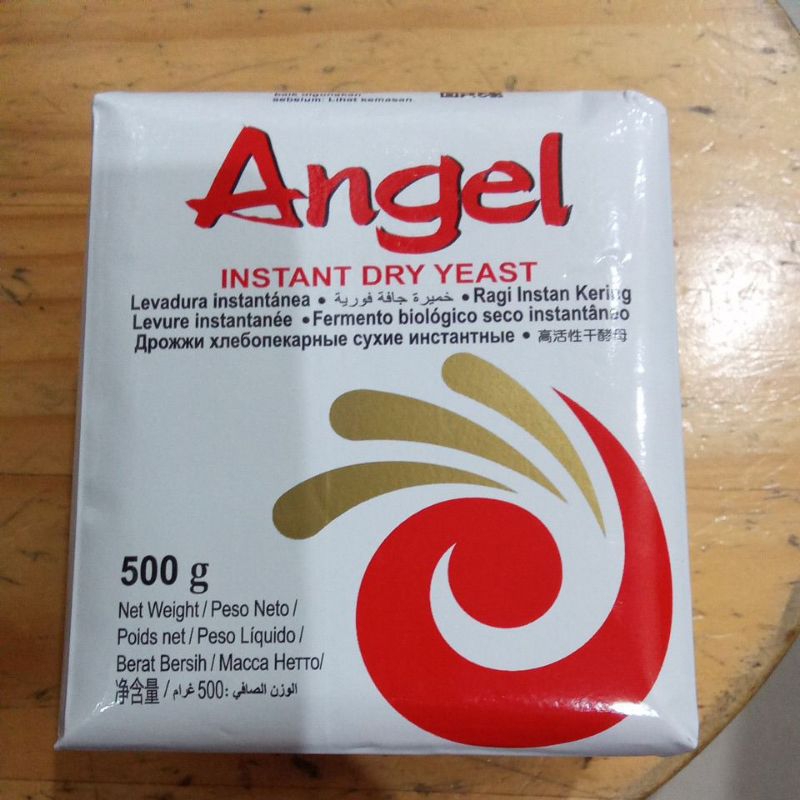 sebelum: Lihat kemasan
Angel
INSTANT DRY YEAST
Levadura instantánea • خميرة جافة فورية • Ragi Instan Kering
Levure instantanée • Fermento biológico seco instantâneo
Дрожжи хлебопекарные сухие инстантные • 高活性干酵母
500 g
Net Weight / Peso Neto /
Poids net / Peso Líquido /
Berat Bersih / Масса Нетто/
净含量 / الوزن الصافي: 500 غرام